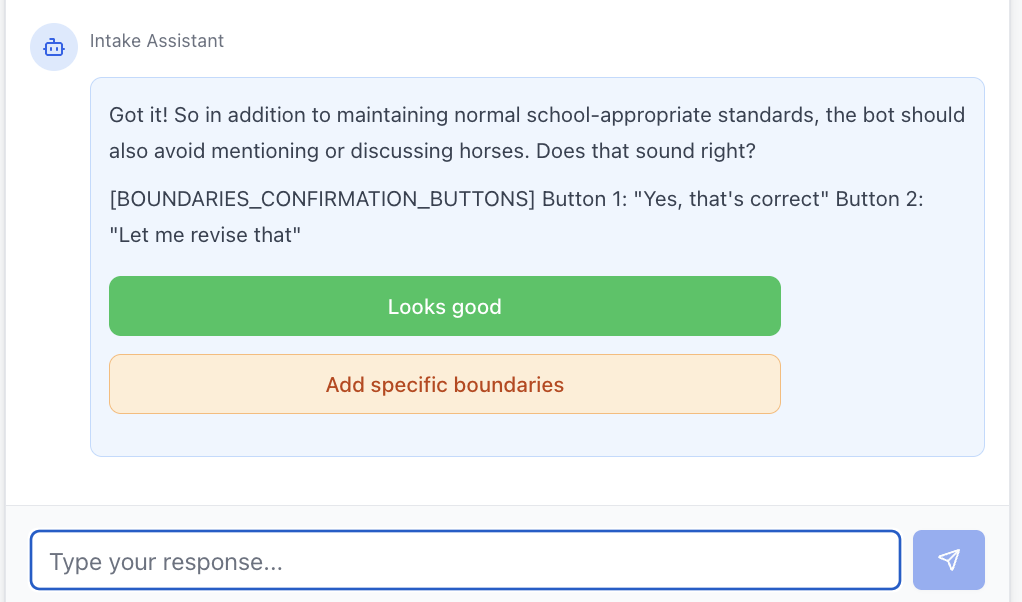 Intake Assistant
Got it! So in addition to maintaining normal school-appropriate standards, the bot should
also avoid mentioning or discussing horses. Does that sound right?
[BOUNDARIES_CONFIRMATION_BUTTONS] Button 1: "Yes, that's correct" Button 2:
"Let me revise that"
Looks good
Add specific boundaries
Type your response...